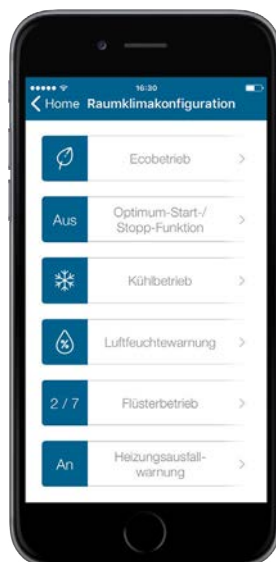 16:30
Home Raumklimakonfiguration
Ecobetrieb
Aus
Optimum-Start-/
Stopp-Funktion
Kühlbetrieb
%
Luftfeuchtewarnung
2 / 7
Flüsterbetrieb
An
Heizungsausfall-
warnung